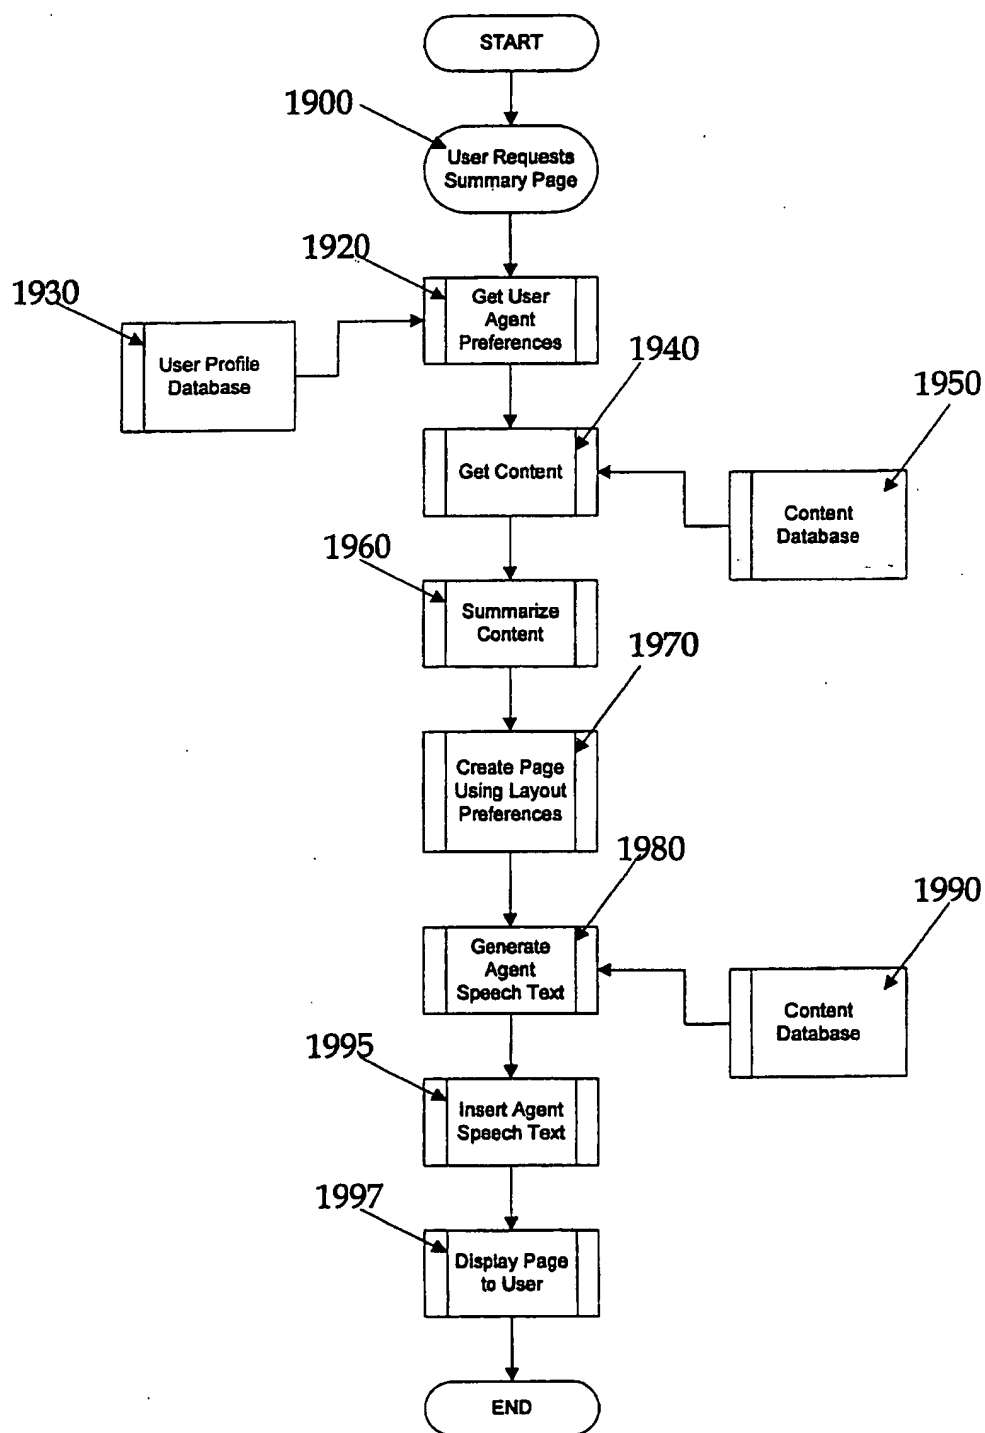 START
1900
User Requests
Summary Page
1920
Get User
Agent
Preferences
1930
User Profile
Database
1940
Get Content
1950
Content
Database
1960
Summarize
Content
1970
Create Page
Using Layout
Preferences
1980
Generate
Agent
Speech Text
1990
Content
Database
1995
Insert Agent
Speech Text
1997
Display Page
to User
END